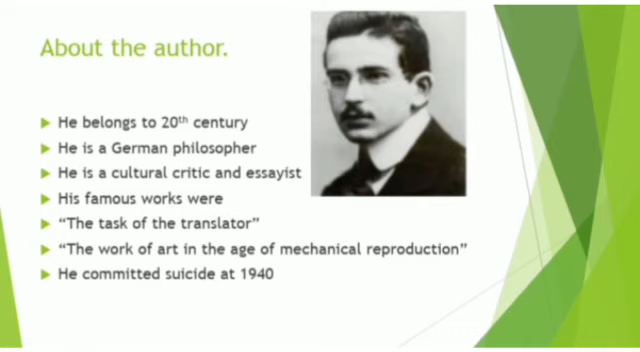 About the author.
He belongs to 20th century
He is a German philosopher
He is a cultural critic and essayist
His famous works were
“The task of the translator”
“The work of art in the age of mechanical reproduction”
He committed suicide at 1940